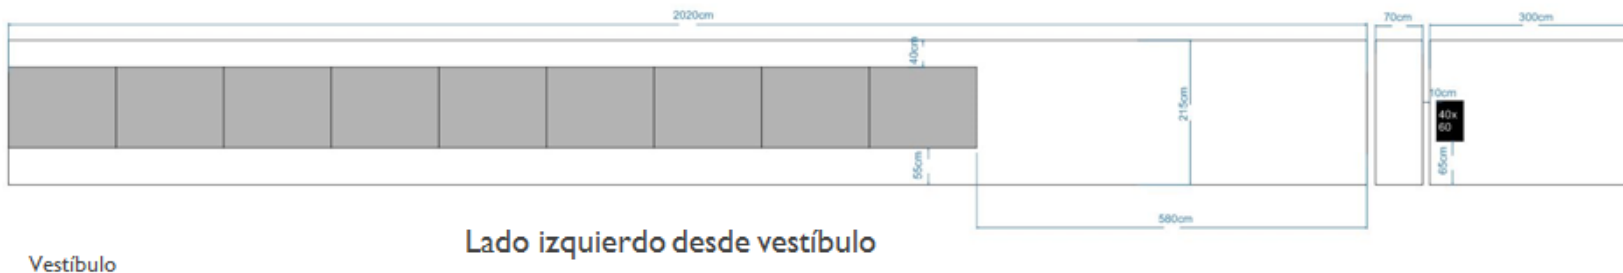 2020cm
70cm
300cm
40cm
215cm
10cm
40x
60
55cm
65cm
580cm
Lado izquierdo desde vestíbulo
Vestíbulo